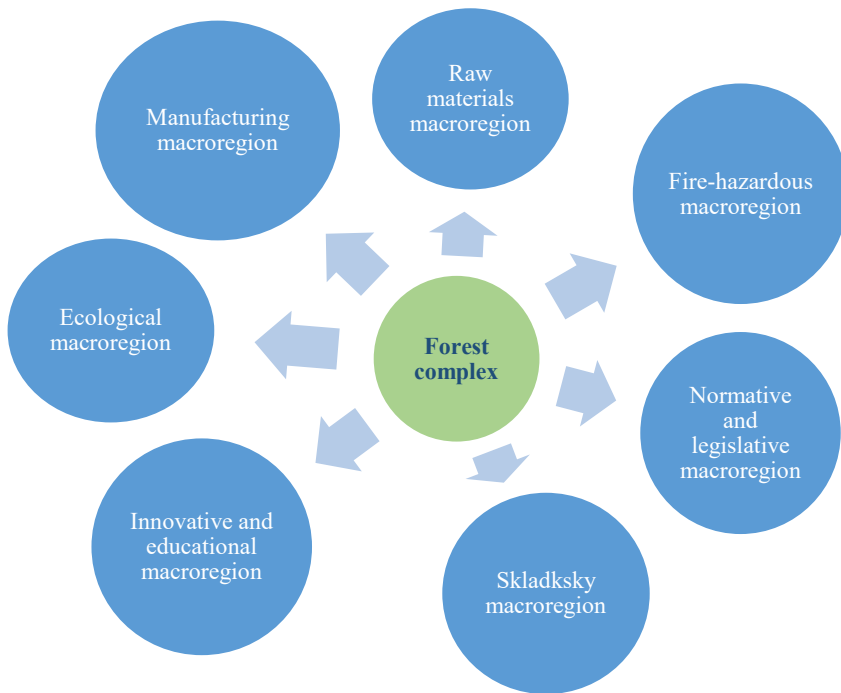 Raw
materials
macroregion
Manufacturing
macroregion
Fire-hazardous
macroregion
Ecological
macroregion
Forest
complex
Normative
and
legislative
macroregion
Innovative and
educational
macroregion
Skladksky
macroregion